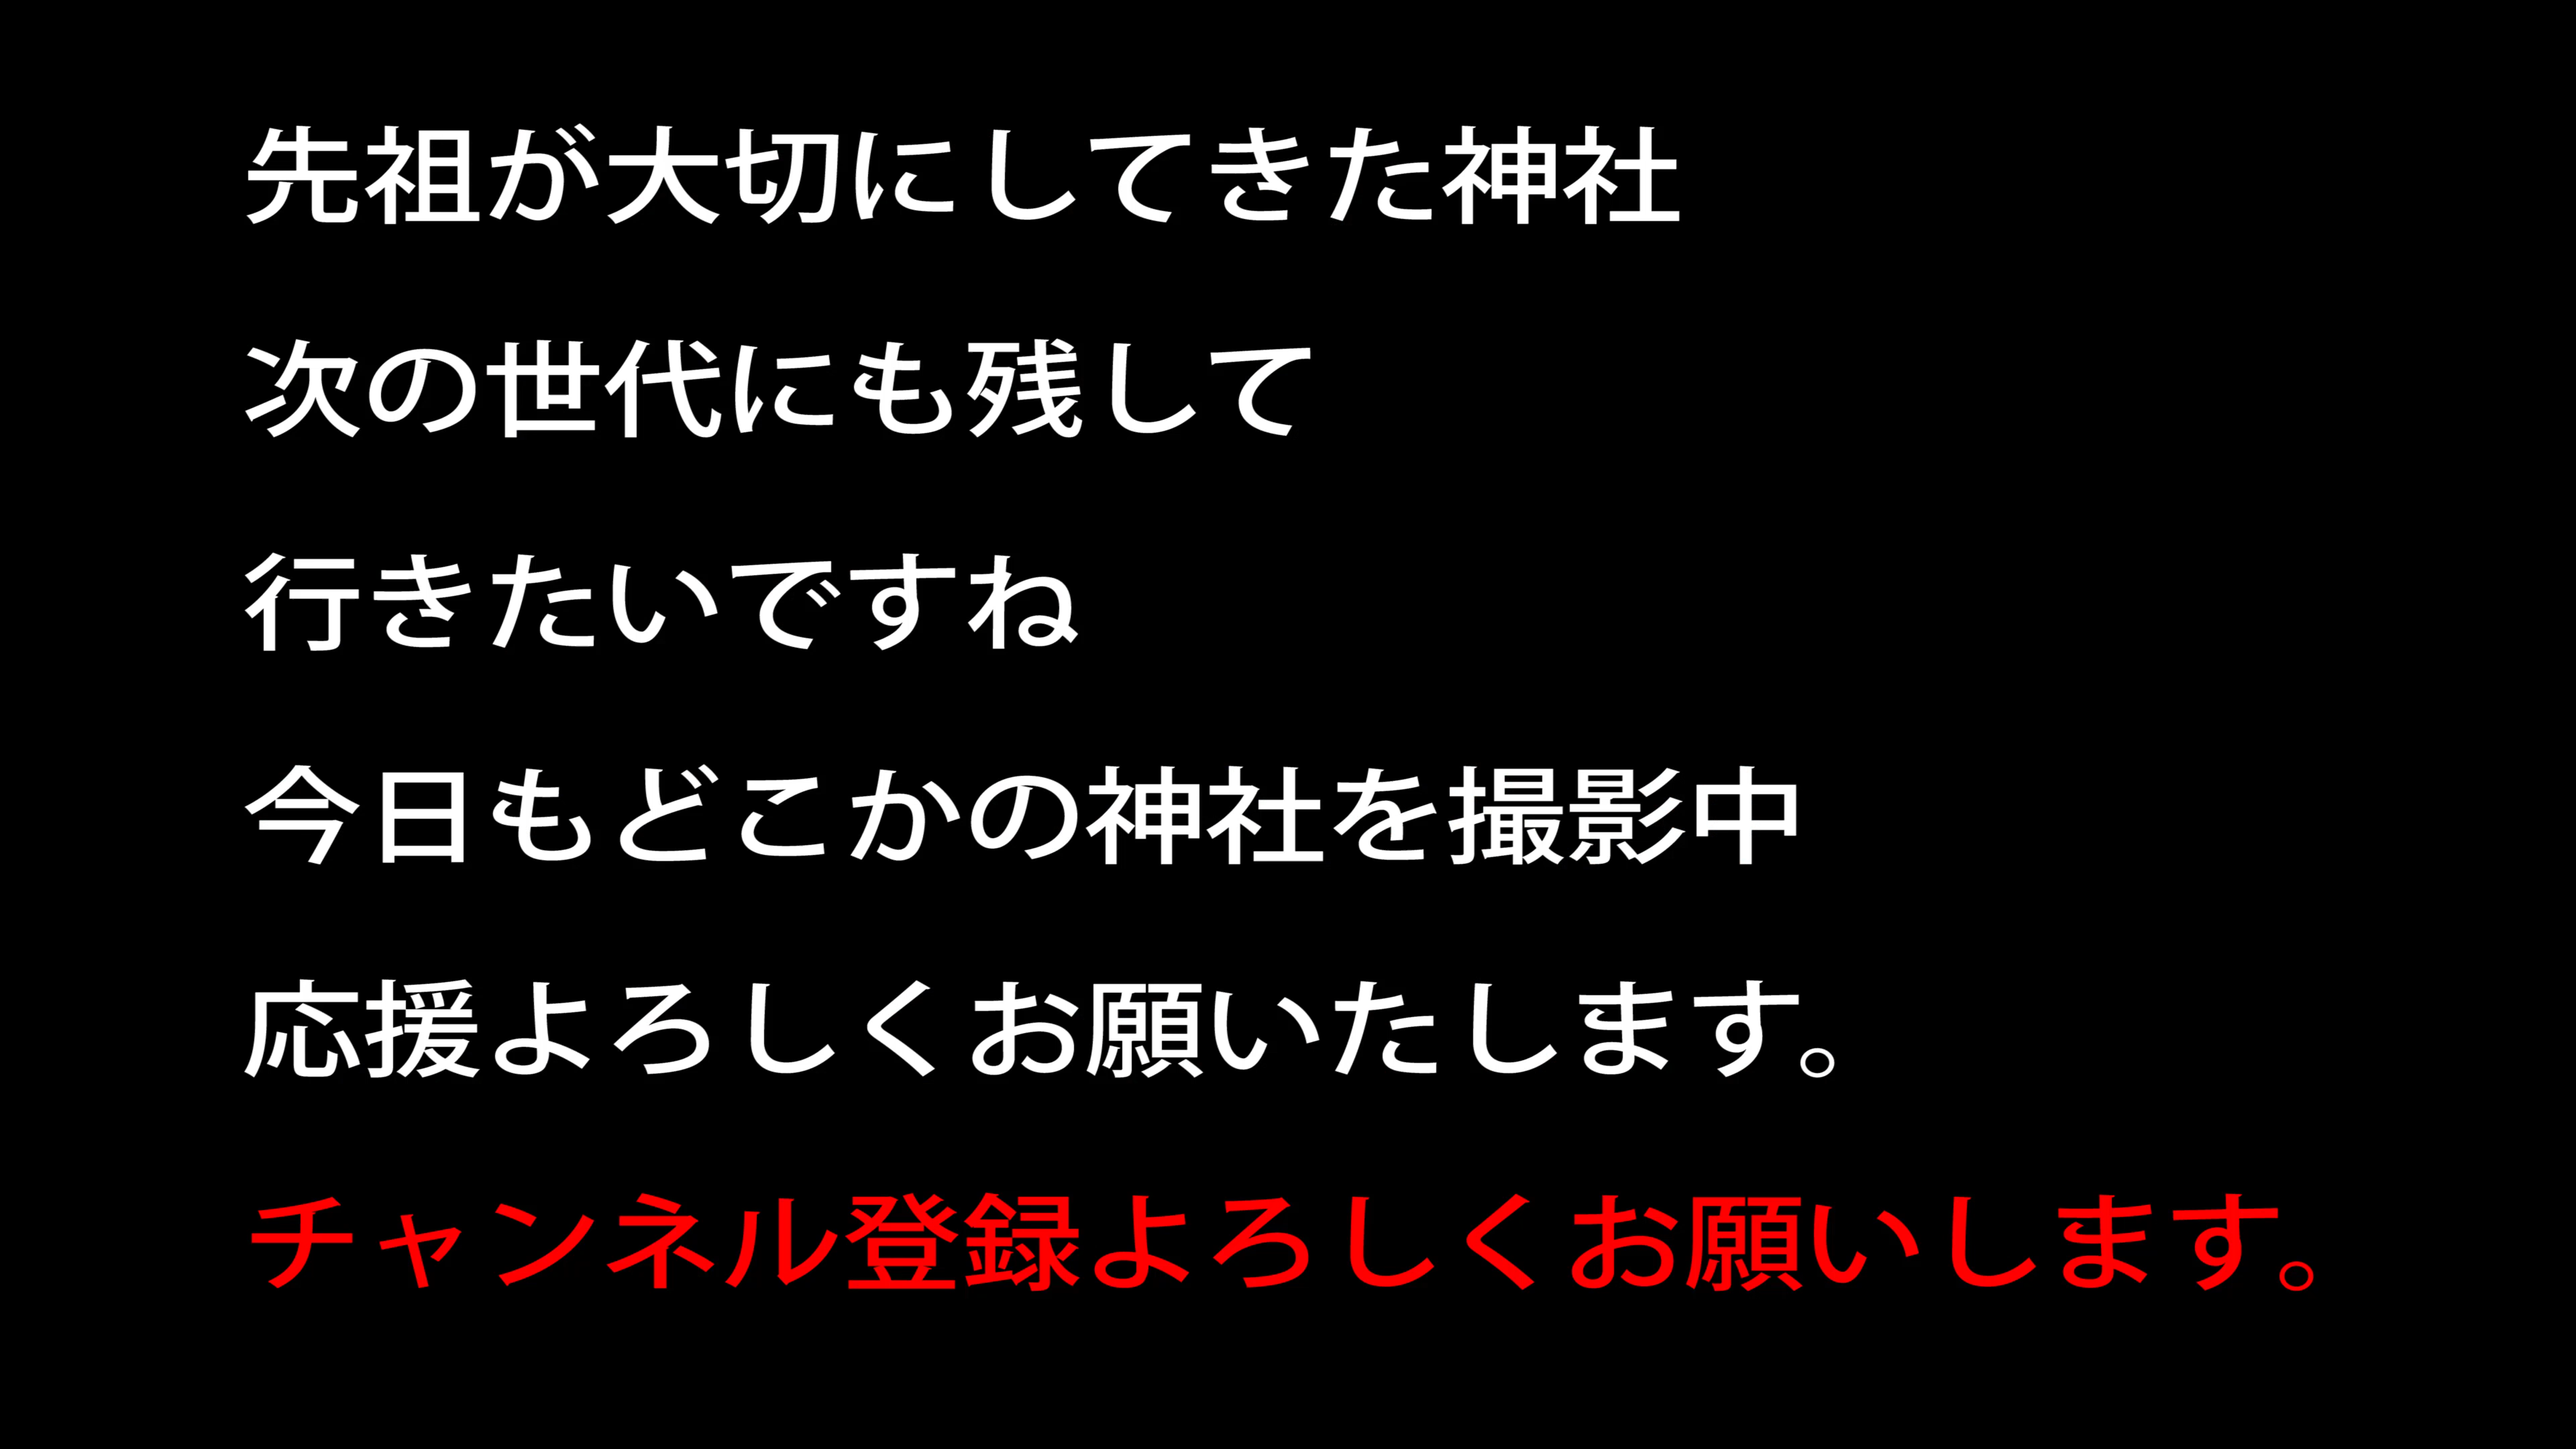 先祖が大切にしてきた神社
次の世代にも残して
行きたいですね
今日もどこかの神社を撮影中
応援よろしくお願いたします。
チャンネル登録よろしくお願いします。